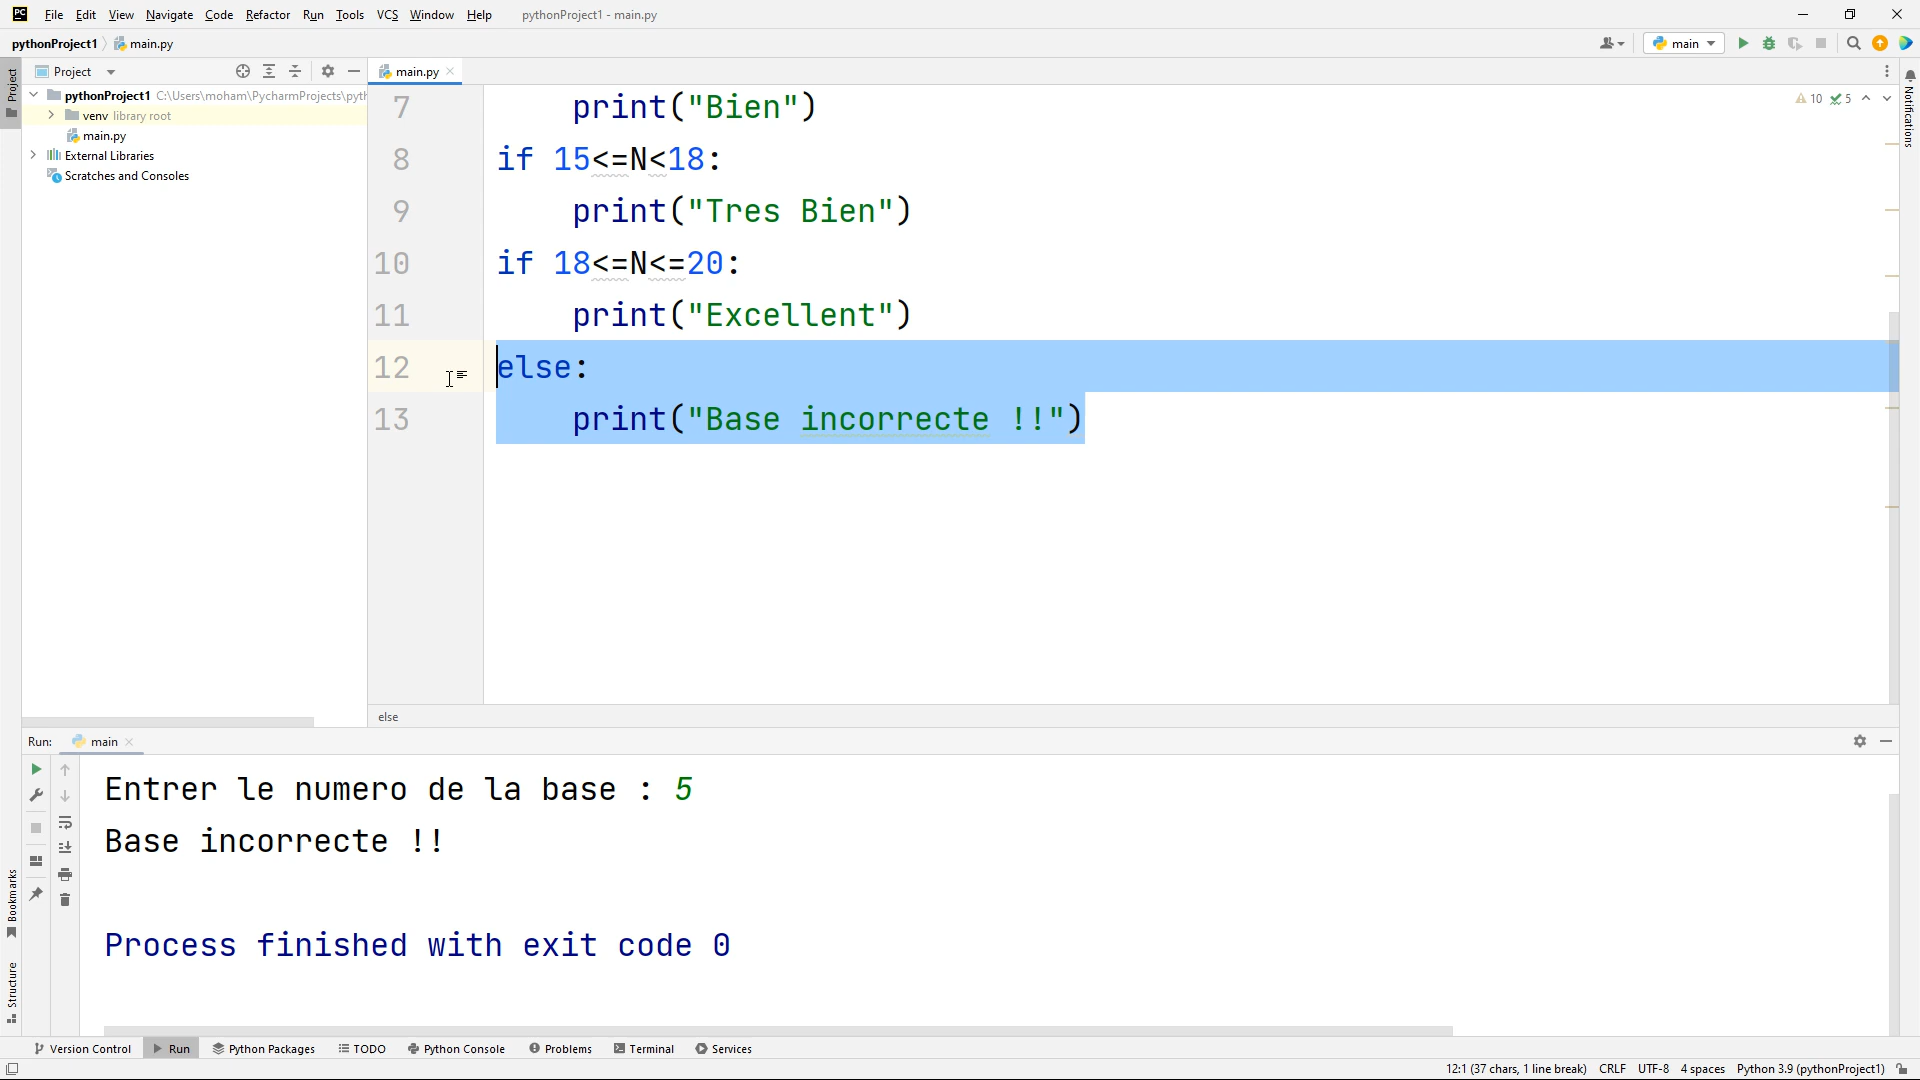 File Edit View Navigate Code Refactor Run Tools VCS Window Help pythonProject1 - main.py
pythonProject1 main.py
main
Project
main.py
pythonProject1 C:\Users\moham\PycharmProjects\pyth
venv library root
main.py
External Libraries
Scratches and Consoles
Project
Notifications
10 5
7 print("Bien")
8 if 15<=N<18:
9 print("Tres Bien")
10 if 18<=N<=20:
11 print("Excellent")
12 else:
13 print("Base incorrecte !!")
else
Run: main
Entrer le numero de la base : 5
Base incorrecte !!
Process finished with exit code 0
Bookmarks
Structure
Version Control Run Python Packages TODO Python Console Problems Terminal Services
12:1 (37 chars, 1 line break) CRLF UTF-8 4 spaces Python 3.9 (pythonProject1)